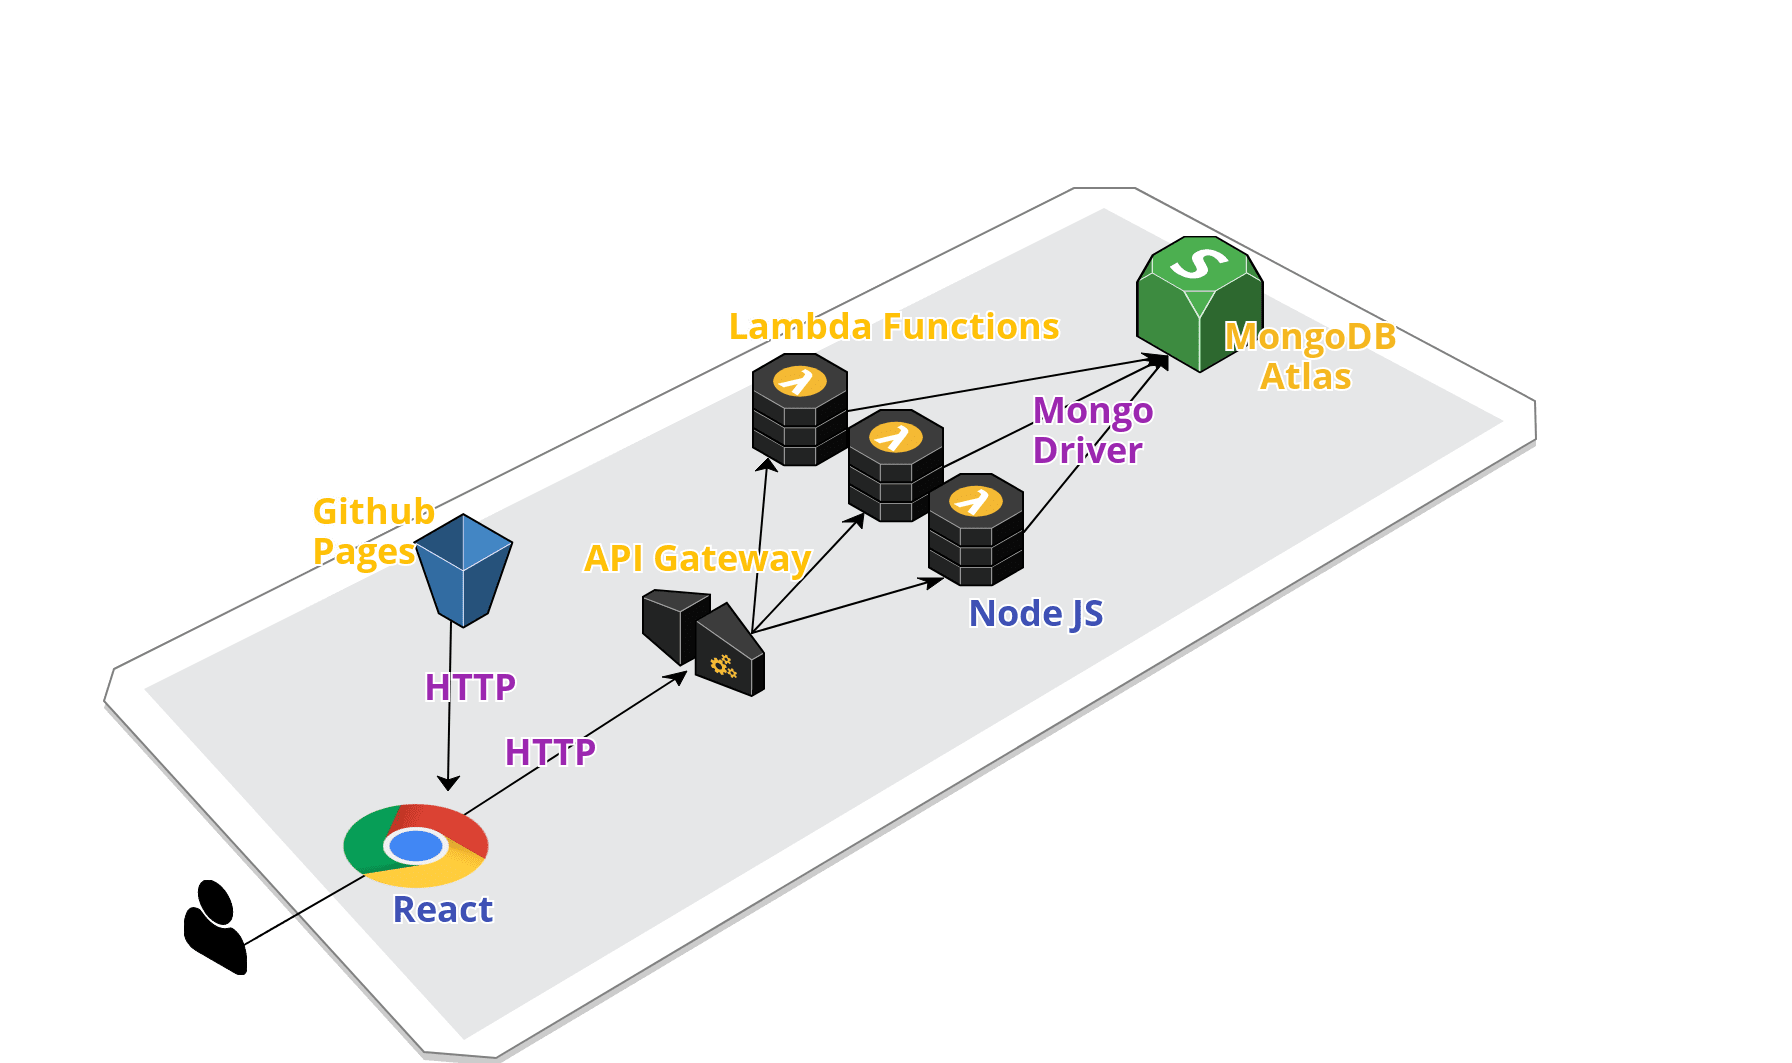 Lambda Functions
MongoDB
Atlas
Mongo
Driver
Github
Pages
API Gateway
Node JS
HTTP
HTTP
React